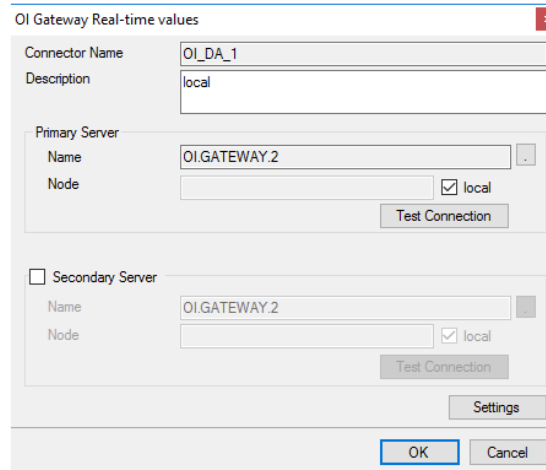 OI Gateway Real-time values
Connector Name OI_DA_1
Description local
Primary Server
Name OI.GATEWAY.2 .
Node local
Test Connection
Secondary Server
Name OI.GATEWAY.2 .
Node local
Test Connection
Settings
OK Cancel